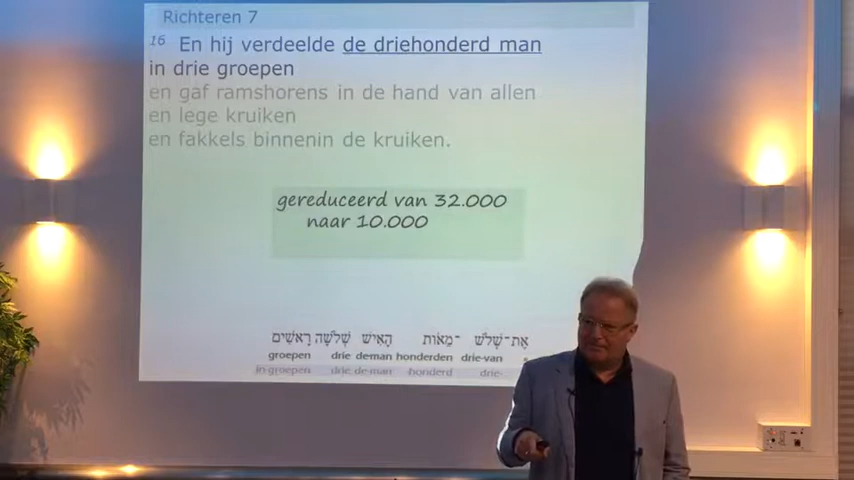 Richteren 7
16 En hij verdeelde de driehonderd man
in drie groepen
en gaf ramshorens in de hand van allen
en lege kruiken
en fakkels binnenin de kruiken.
gereduceerd van 32.000
naar 10.000
אֶת־שְׁלֹשׁ ־מֵאוֹת הָאִישׁ שְׁלֹשָׁה רָאשִׁים
groepen drie deman honderden drie-van
in groepen drie de man honderd drie-